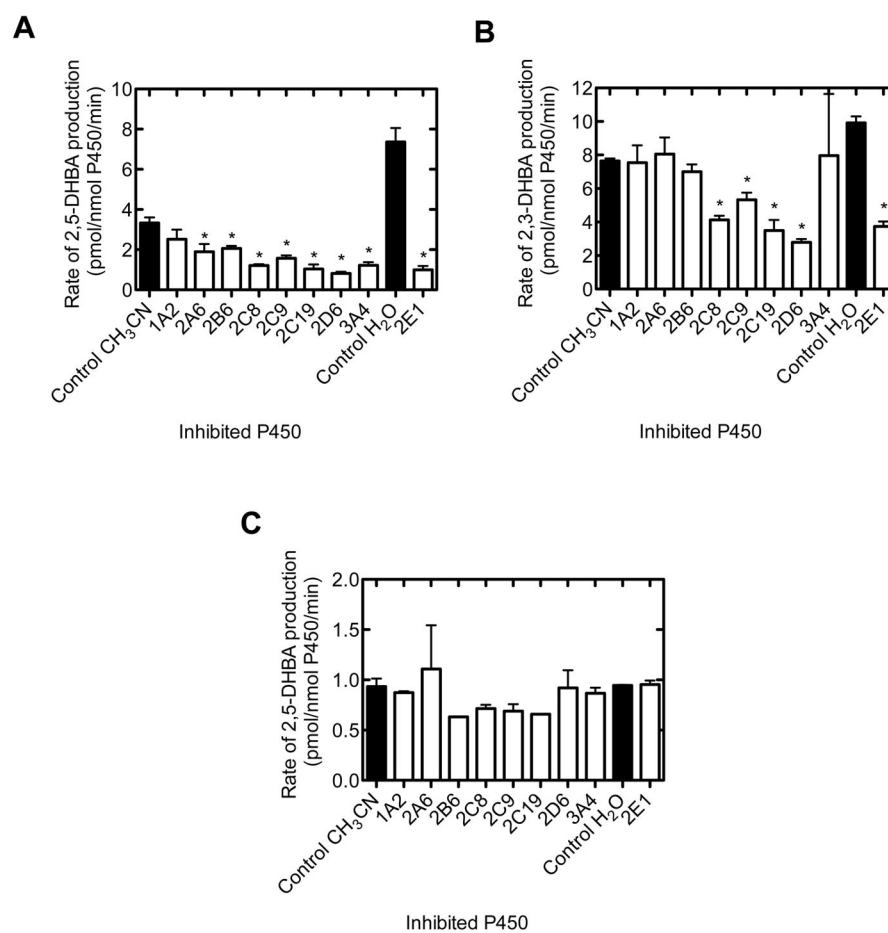 A
Rate of 2,5-DHBA production
(pmol/nmol P450/min)
10
8
6
4
2
0
* * * * * * * *
Control CH₃CN
1A2
2A6
2B6
2C8
2C9
2C19
2D6
3A4
Control H₂O
2E1
Inhibited P450
B
Rate of 2,3-DHBA production
(pmol/nmol P450/min)
12
10
8
6
4
2
0
* * * * *
Control CH₃CN
1A2
2A6
2B6
2C8
2C9
2C19
2D6
3A4
Control H₂O
2E1
Inhibited P450
C
Rate of 2,5-DHBA production
(pmol/nmol P450/min)
2.0
1.5
1.0
0.5
0.0
Control CH₃CN
1A2
2A6
2B6
2C8
2C9
2C19
2D6
3A4
Control H₂O
2E1
Inhibited P450